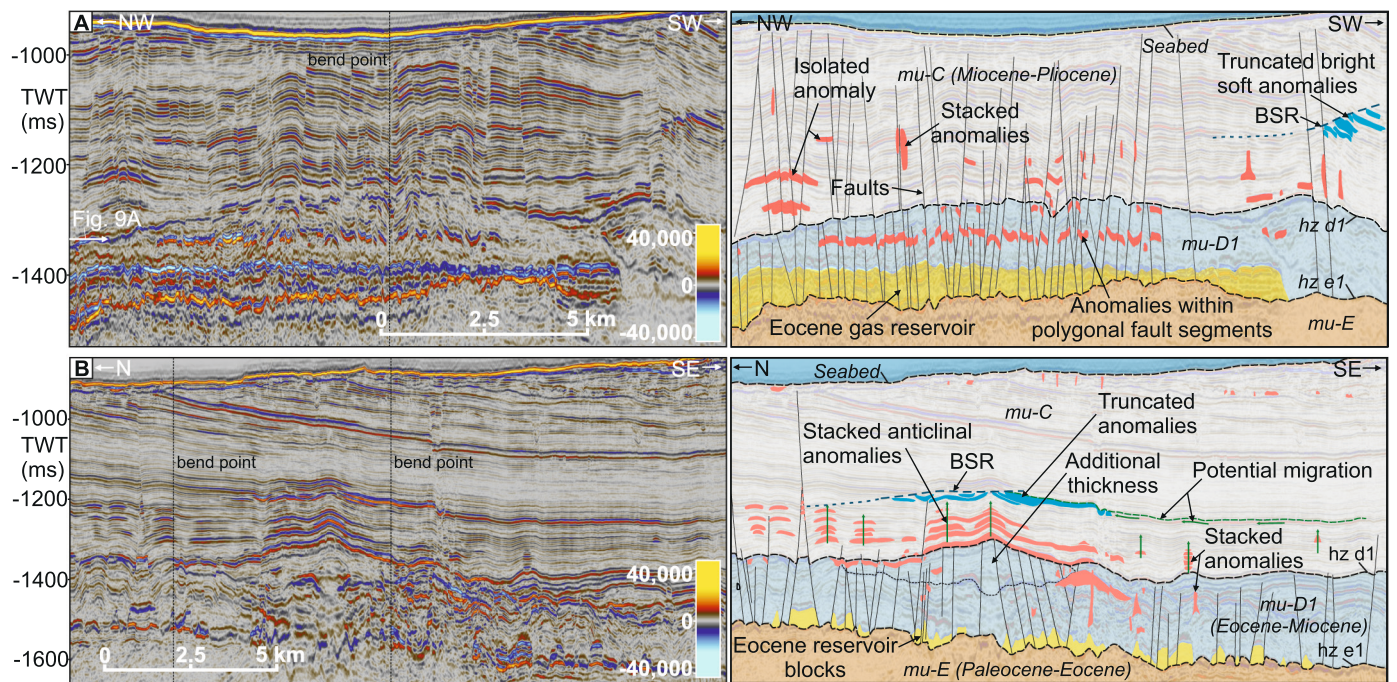 A
NW
SW
-1000
TWT
(ms)
-1200
-1400
bend point
Fig. 9A
40,000
0
-40,000
0 2,5 5 km
NW
SW
Seabed
mu-C (Miocene-Pliocene)
Isolated
anomaly
Stacked
anomalies
Truncated bright
soft anomalies
BSR
Faults
hz d1
mu-D1
hz e1
Eocene gas reservoir
Anomalies within
polygonal fault segments
mu-E
B
N
SE
-1000
TWT
(ms)
-1200
-1400
-1600
bend point
bend point
40,000
0
-40,000
0 2,5 5 km
N
SE
Seabed
mu-C
Truncated
anomalies
Stacked anticlinal
anomalies
BSR
Additional
thickness
Potential migration
Stacked
anomalies
hz d1
mu-D1
(Eocene-Miocene)
hz e1
Eocene reservoir
blocks
mu-E (Paleocene-Eocene)